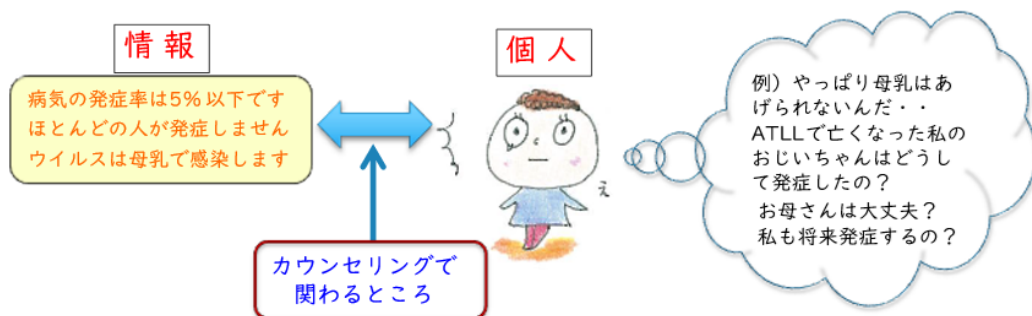 情報
病気の発症率は5%以下です
ほとんどの人が発症しません
ウイルスは母乳で感染します
個人
え
例）やっぱり母乳はあ
げられないんだ・・
ATLLで亡くなった私の
おじいちゃんはどうし
て発症したの？
お母さんは大丈夫？
私も将来発症するの？
カウンセリングで
関わるところ